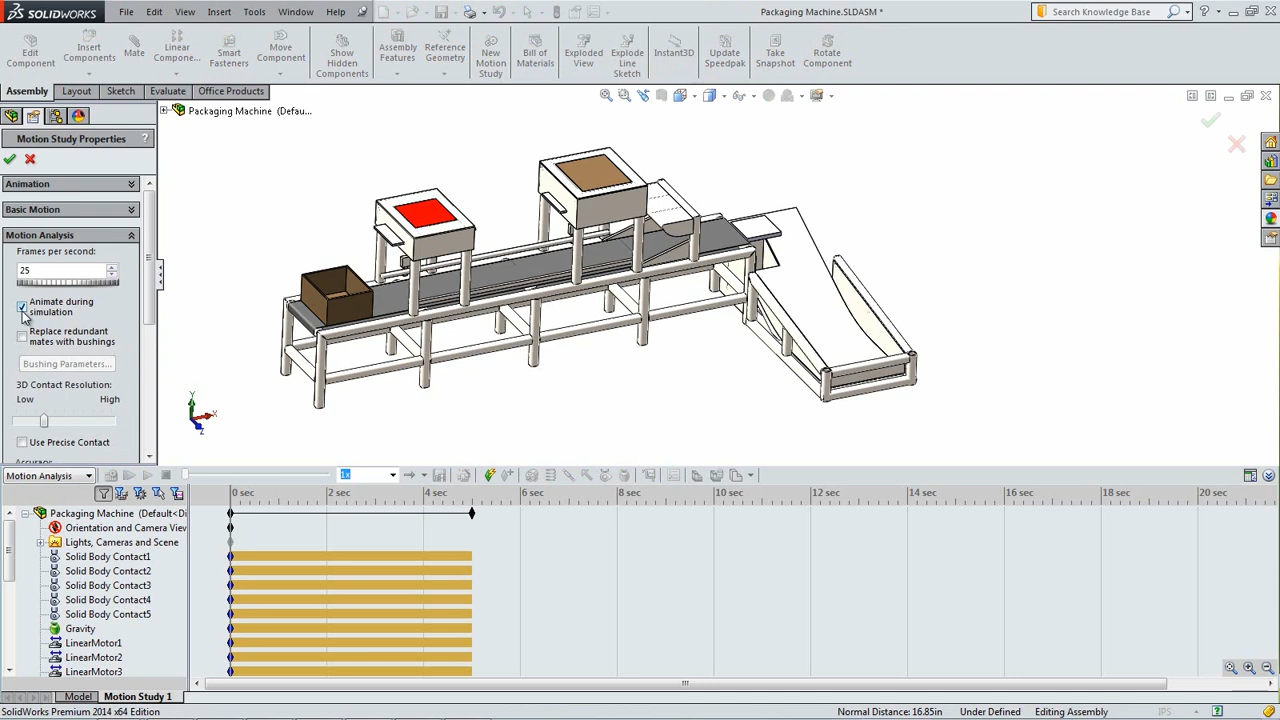 SOLIDWORKS
File
Edit
View
Insert
Tools
Window
Help
Packaging Machine.SLDASM *
Search Knowledge Base
Edit
Component
Insert
Components
Mate
Linear
Compone...
Smart
Fasteners
Move
Component
Show
Hidden
Components
Assembly
Features
Reference
Geometry
New
Motion
Study
Bill of
Materials
Exploded
View
Explode
Line
Sketch
Instant3D
Update
Speedpak
Take
Snapshot
Rotate
Component
Assembly
Layout
Sketch
Evaluate
Office Products
Packaging Machine (Defau...
Motion Study Properties
?
Animation
Basic Motion
Motion Analysis
Frames per second:
25
Animate during
simulation
Replace redundant
mates with bushings
Bushing Parameters...
3D Contact Resolution:
Low High
Use Precise Contact
Y
X
Z
Motion Analysis
1x
0 sec
2 sec
4 sec
6 sec
8 sec
10 sec
12 sec
14 sec
16 sec
18 sec
20 sec
Packaging Machine (Default<Di
Orientation and Camera View
Lights, Cameras and Scene
Solid Body Contact1
Solid Body Contact2
Solid Body Contact3
Solid Body Contact4
Solid Body Contact5
Gravity
LinearMotor1
LinearMotor2
LinearMotor3
Model
Motion Study 1
SolidWorks Premium 2014 x64 Edition
Normal Distance: 16.85in
Under Defined
Editing Assembly
IPS